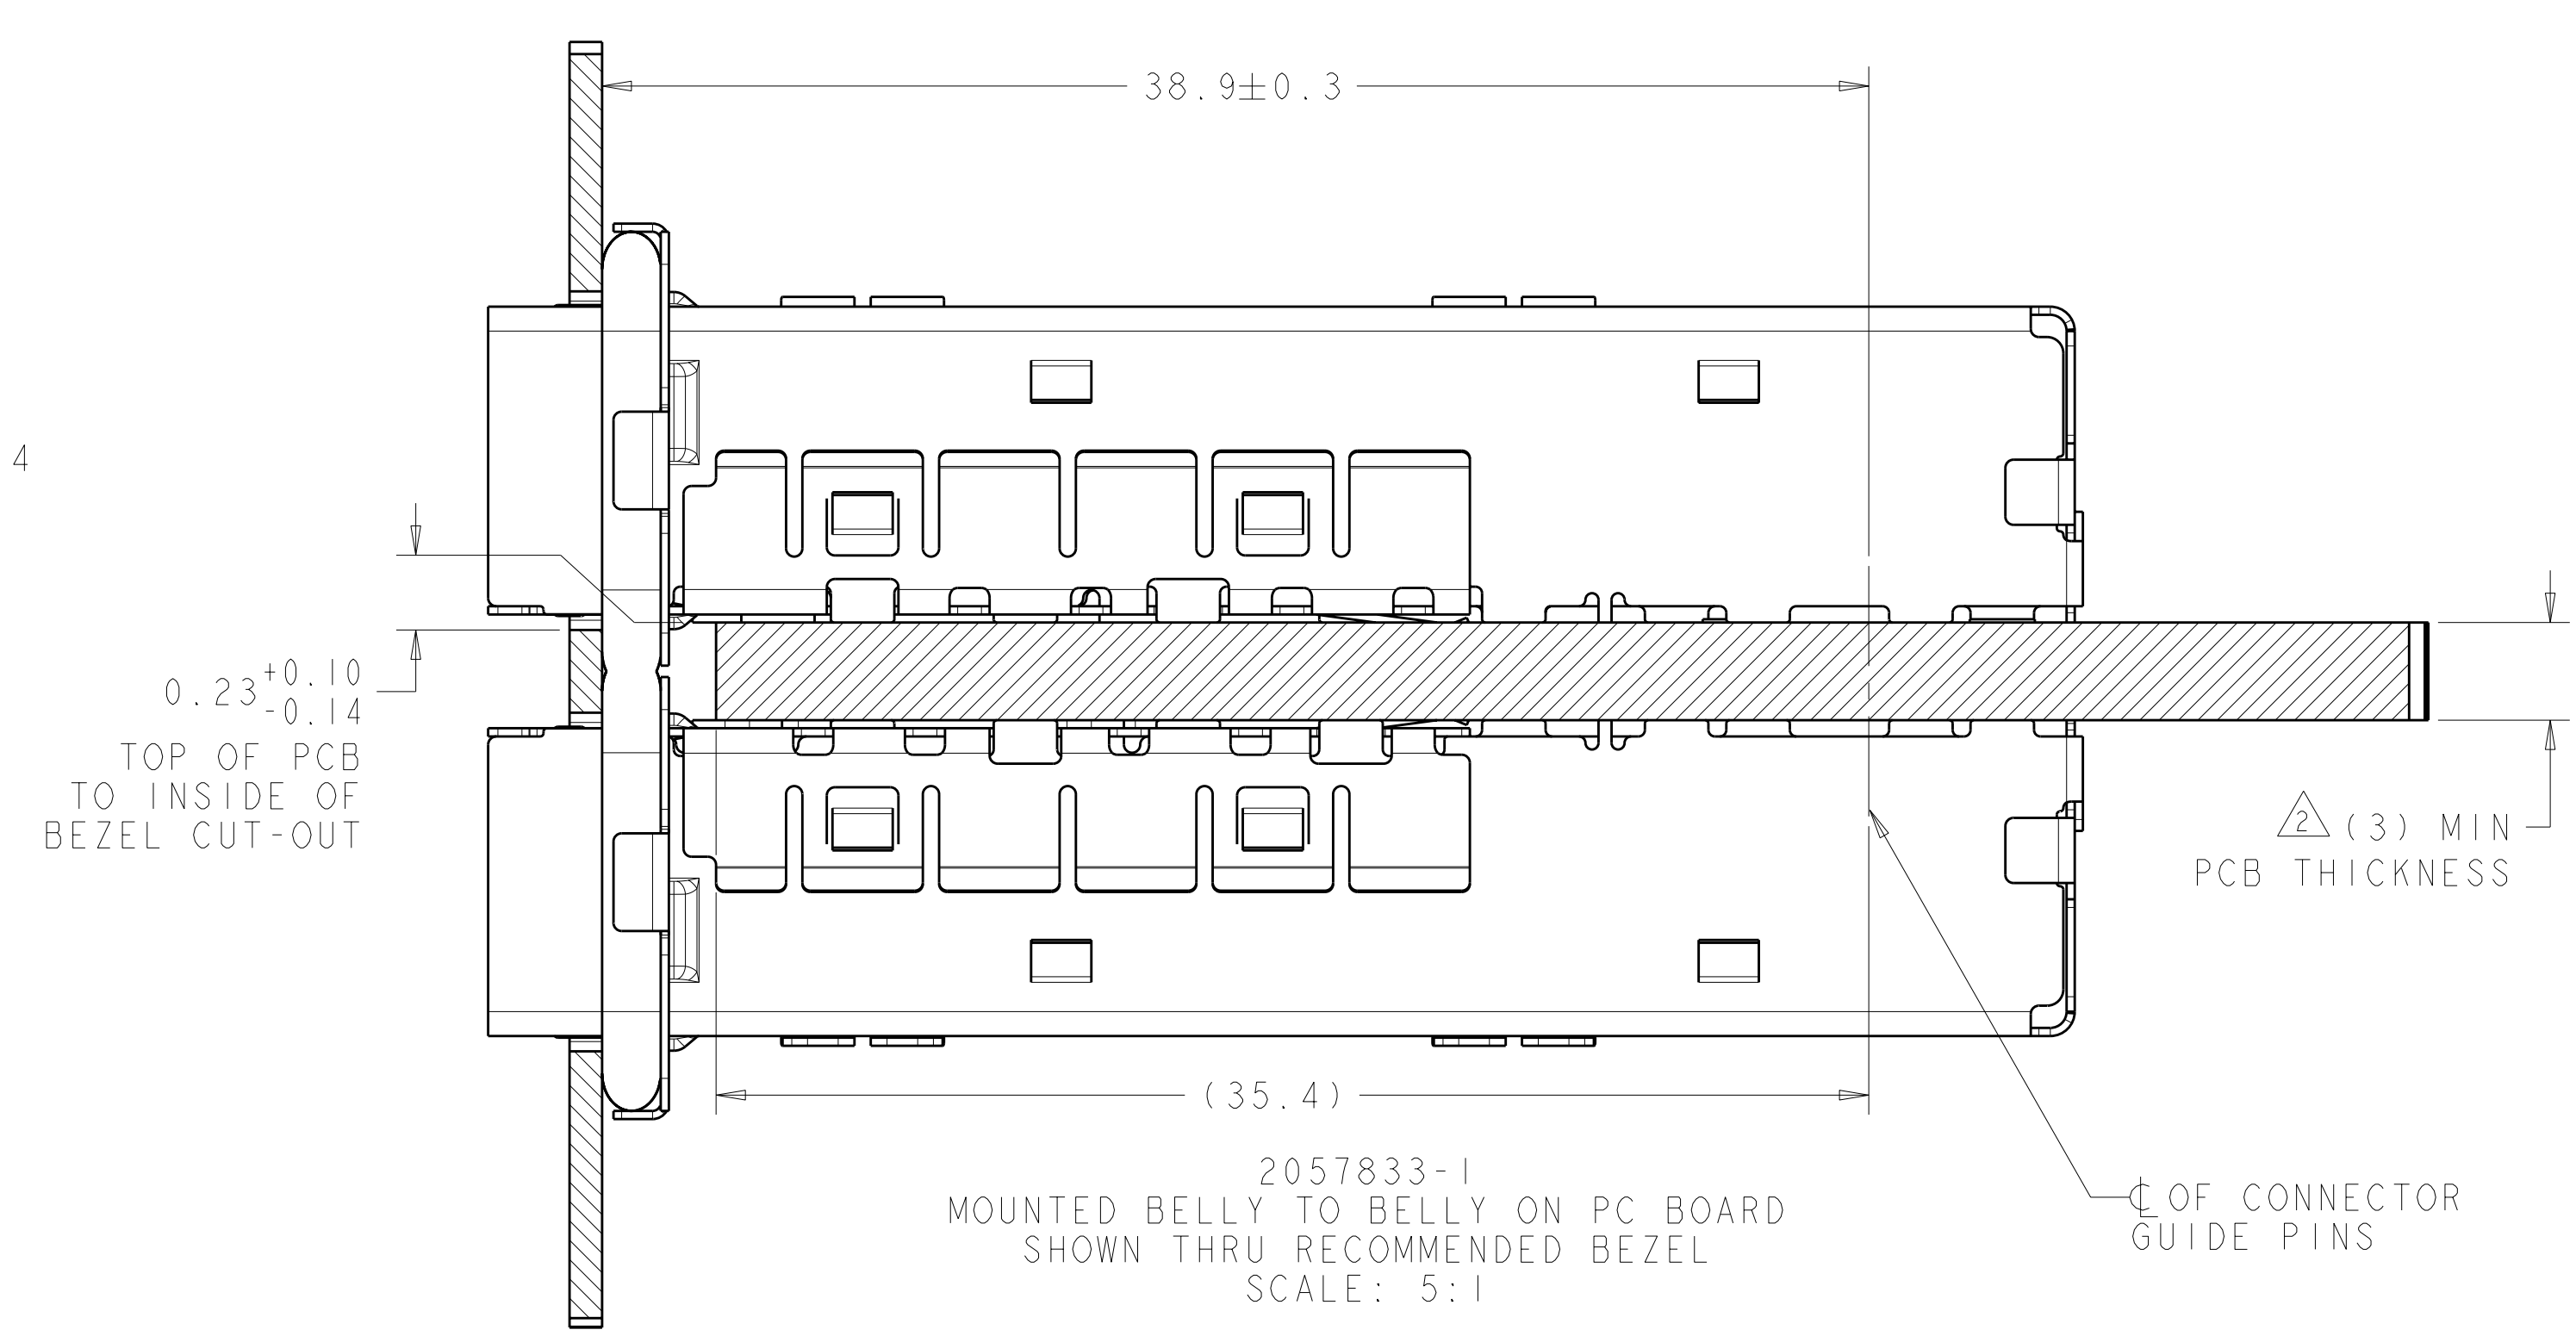 38.9±0.3
4
0.23 +0.10
-0.14
TOP OF PCB
TO INSIDE OF
BEZEL CUT-OUT
2 (3) MIN
PCB THICKNESS
(35.4)
2057833-1
MOUNTED BELLY TO BELLY ON PC BOARD
SHOWN THRU RECOMMENDED BEZEL
SCALE: 5:1
℄ OF CONNECTOR
GUIDE PINS